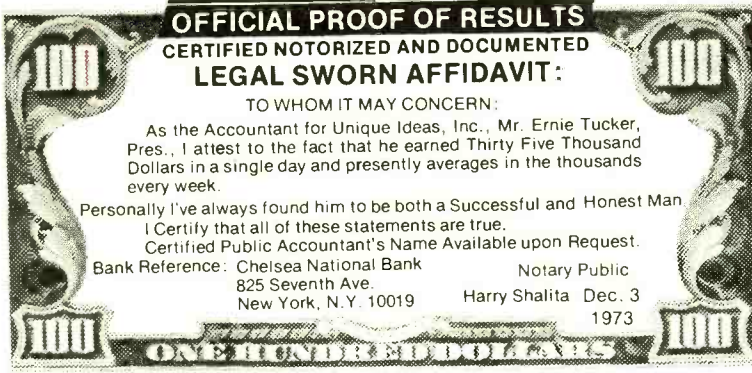 OFFICIAL PROOF OF RESULTS
100 CERTIFIED NOTORIZED AND DOCUMENTED 100
LEGAL SWORN AFFIDAVIT:
TO WHOM IT MAY CONCERN:
As the Accountant for Unique Ideas, Inc., Mr. Ernie Tucker,
Pres., I attest to the fact that he earned Thirty Five Thousand
Dollars in a single day and presently averages in the thousands
every week.
Personally I've always found him to be both a Successful and Honest Man.
I Certify that all of these statements are true.
Certified Public Accountant's Name Available upon Request.
Bank Reference: Chelsea National Bank
825 Seventh Ave.
New York, N.Y. 10019
Notary Public
Harry Shalita Dec. 3
1973
100 ONE HUNDRED DOLLARS 100